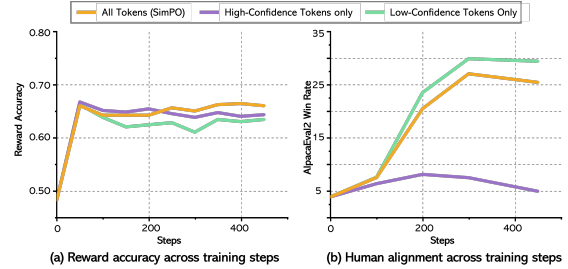 All Tokens (SimPO) High-Confidence Tokens only Low-Confidence Tokens Only
0.80
0.70
0.60
0.50
Reward Accuracy
0 200 400
Steps
(a) Reward accuracy across training steps
35
25
15
5
AlpacaEval2 Win Rate
0 200 400
Steps
(b) Human alignment across training steps